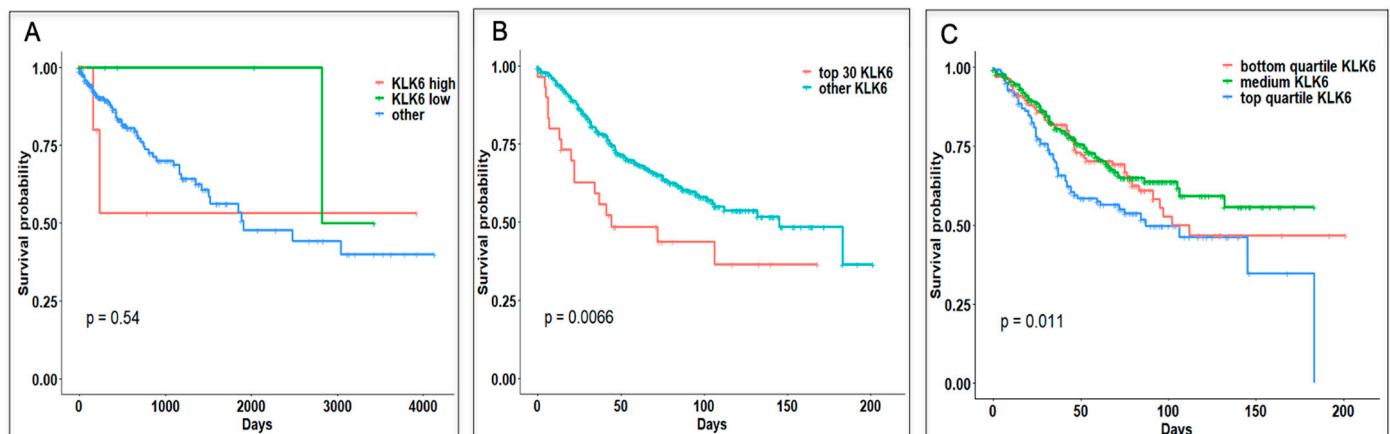 A
Survival probability
1.00
0.75
0.50
0.25
0.00
KLK6 high
KLK6 low
other
p = 0.54
0
1000
2000
3000
4000
Days
B
Survival probability
1.00
0.75
0.50
0.25
0.00
top 30 KLK6
other KLK6
p = 0.0066
0
50
100
150
200
Days
C
Survival probability
1.00
0.75
0.50
0.25
0.00
bottom quartile KLK6
medium KLK6
top quartile KLK6
p = 0.011
0
50
100
150
200
Days